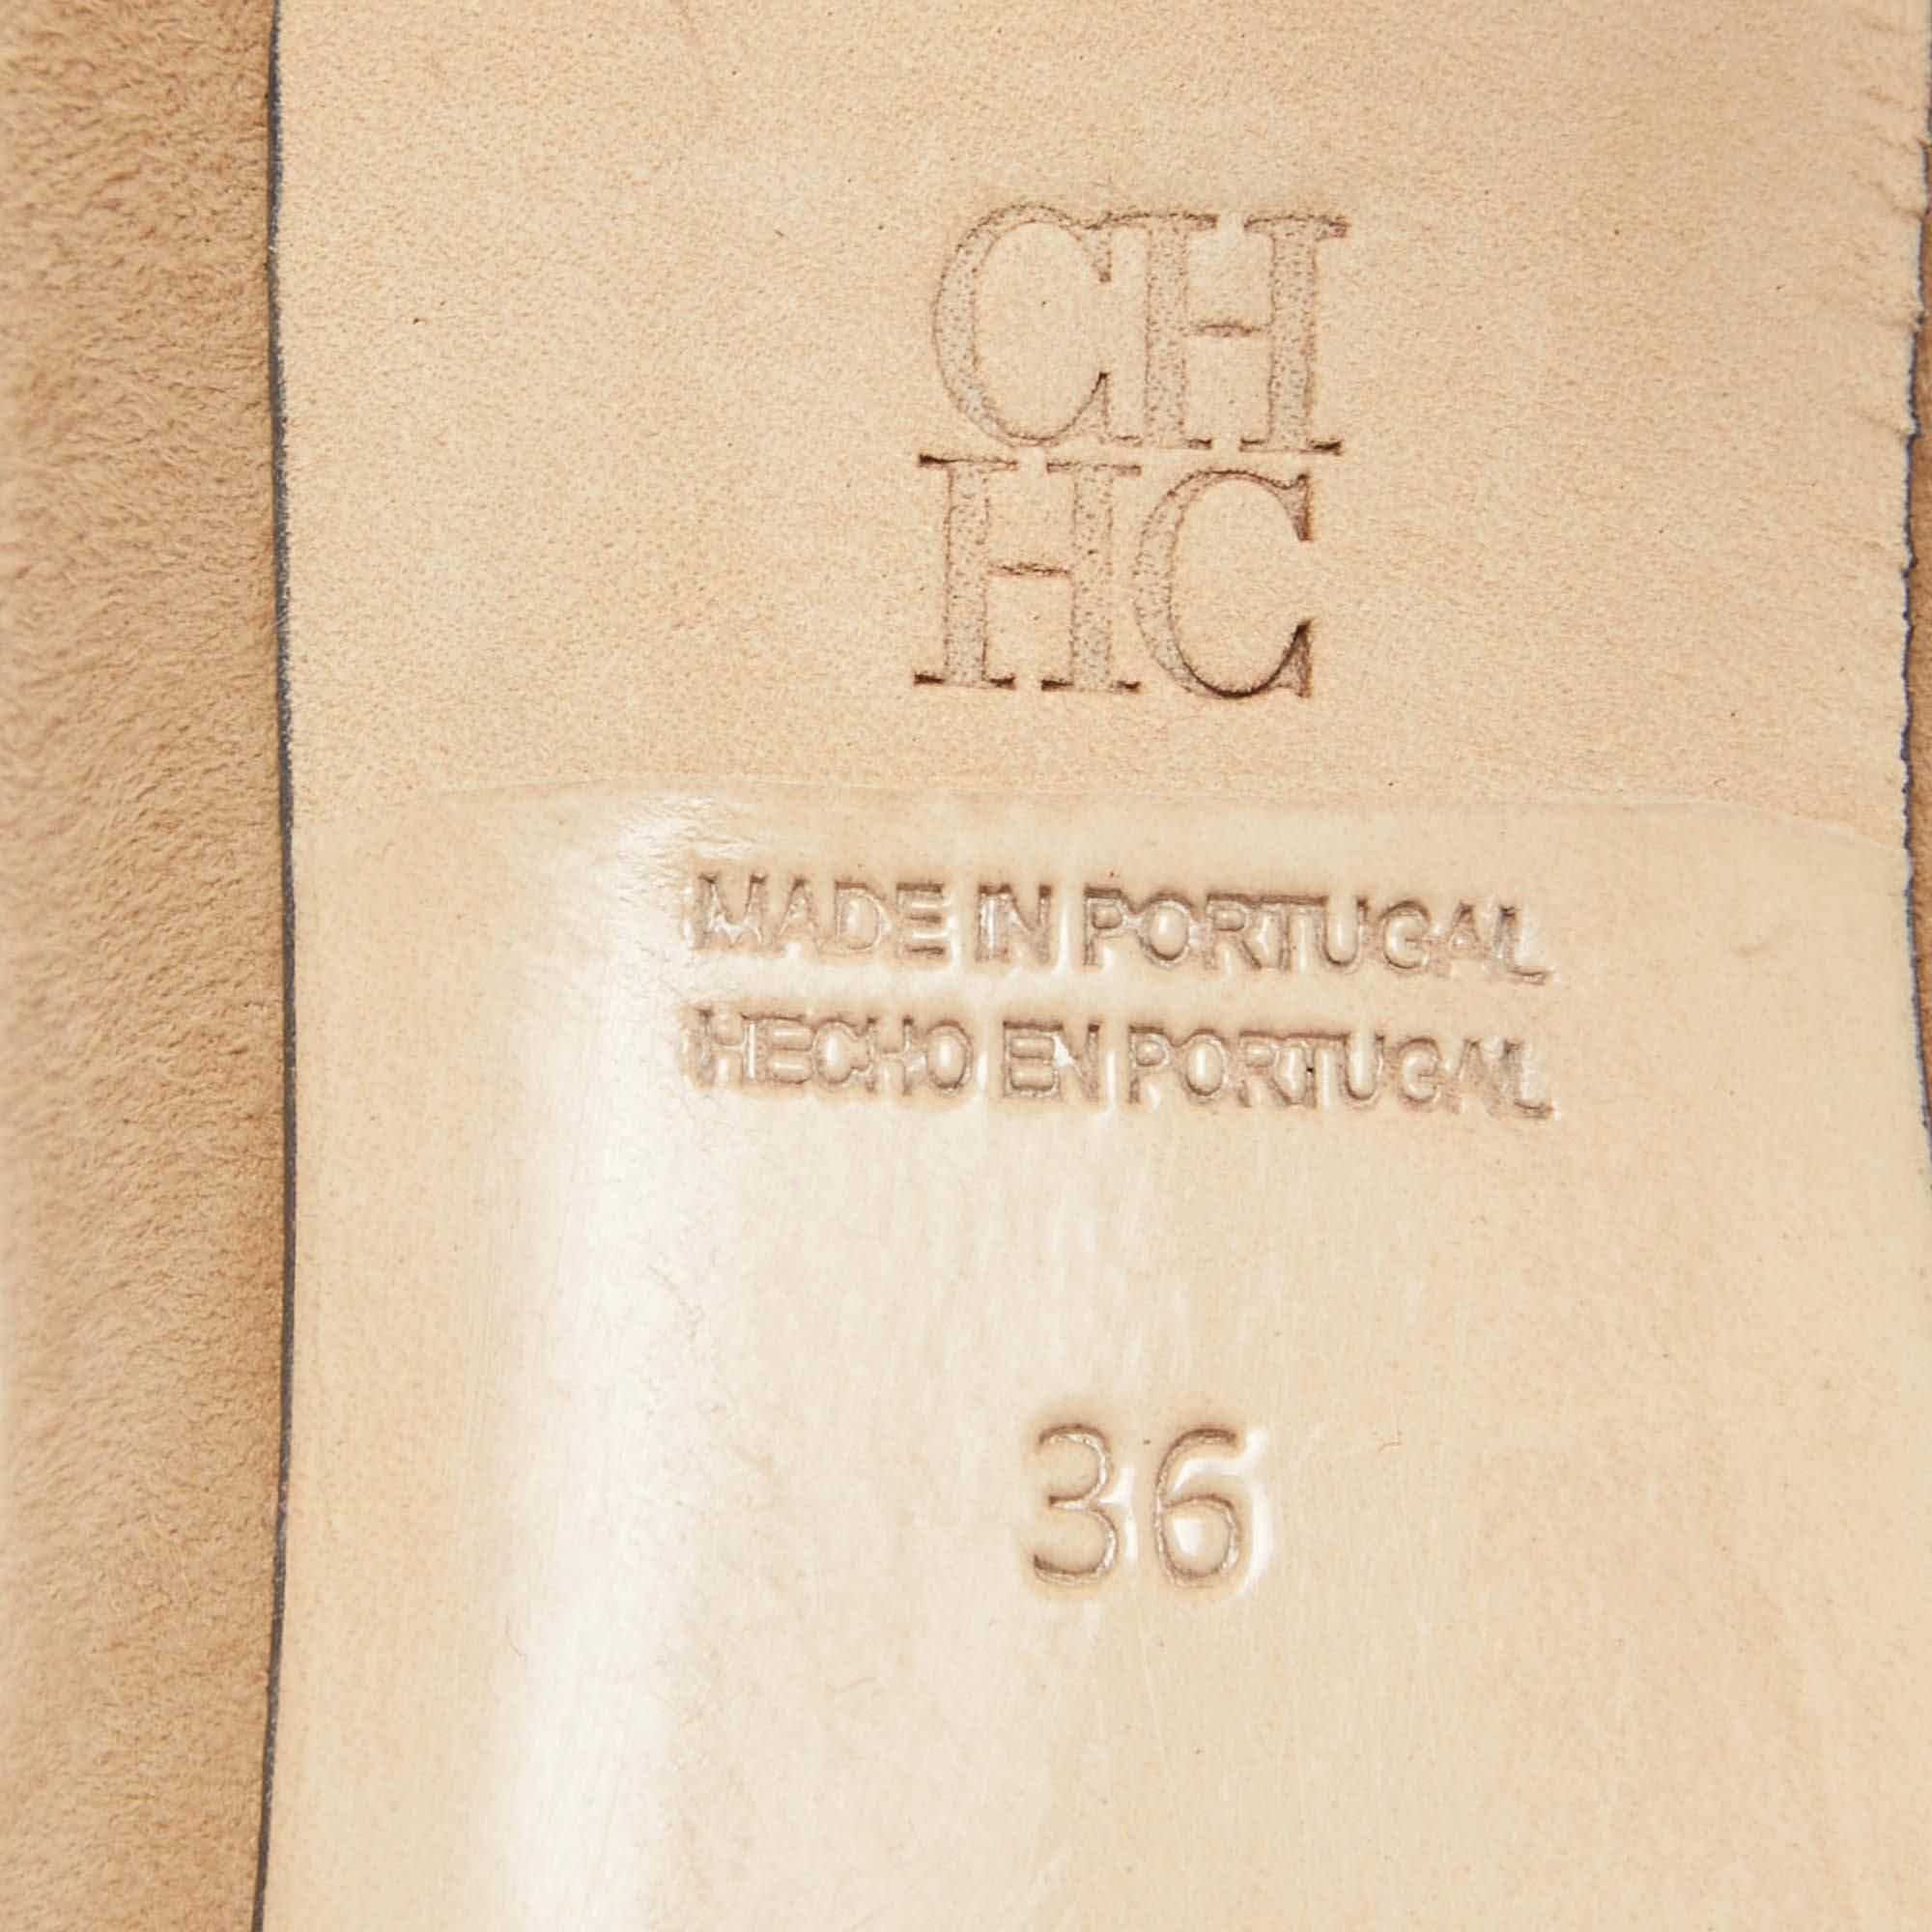 CH
HC
MADE IN PORTUGAL
HECHO EN PORTUGAL
36